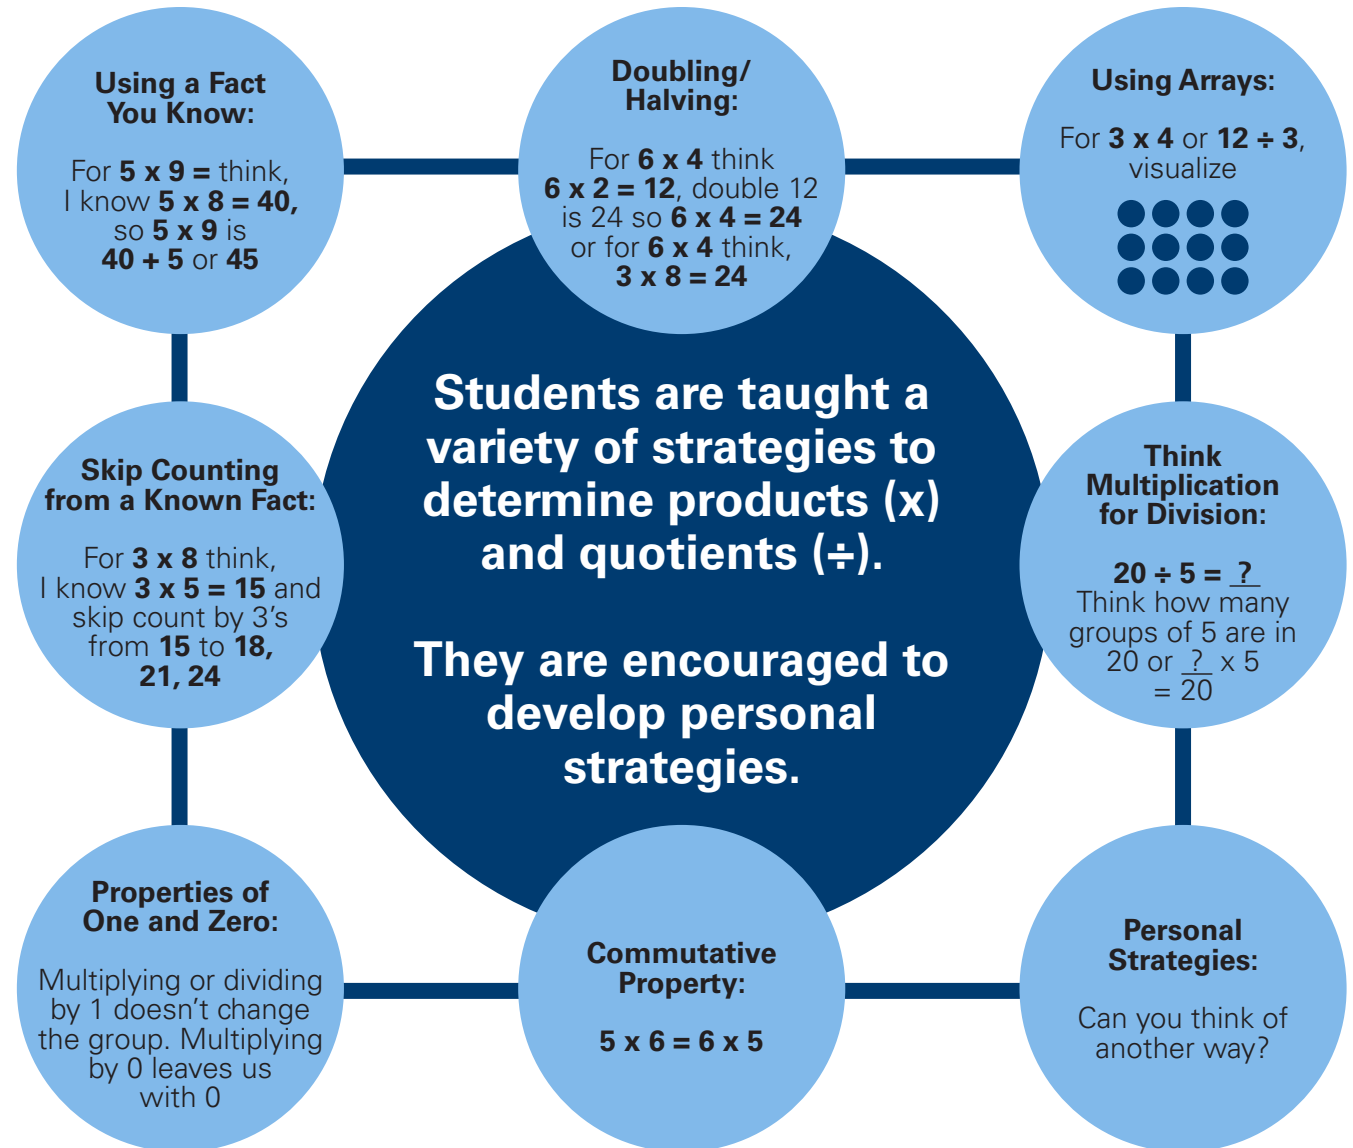 Using a Fact
You Know:
For 5 x 9 = think,
I know 5 x 8 = 40,
so 5 x 9 is
40 + 5 or 45
Doubling/
Halving:
For 6 x 4 think
6 x 2 = 12, double 12
is 24 so 6 x 4 = 24
or for 6 x 4 think,
3 x 8 = 24
Using Arrays:
For 3 x 4 or 12 ÷ 3,
visualize
Students are taught a
variety of strategies to
determine products (x)
and quotients (÷).
They are encouraged to
develop personal
strategies.
Skip Counting
from a Known Fact:
For 3 x 8 think,
I know 3 x 5 = 15 and
skip count by 3's
from 15 to 18,
21, 24
Think
Multiplication
for Division:
20 ÷ 5 = ?
Think how many
groups of 5 are in
20 or ? x 5
= 20
Properties of
One and Zero:
Multiplying or dividing
by 1 doesn't change
the group. Multiplying
by 0 leaves us
with 0
Commutative
Property:
5 x 6 = 6 x 5
Personal
Strategies:
Can you think of
another way?